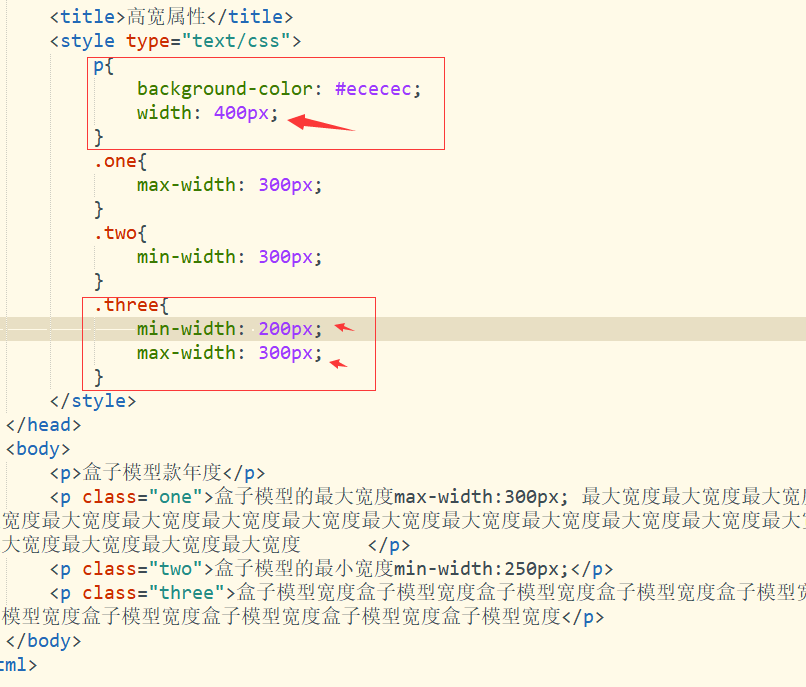 <title>高宽属性</title>
<style type="text/css">
p{
background-color: #ececec;
width: 400px;
}
.one{
max-width: 300px;
}
.two{
min-width: 300px;
}
.three{
min-width: 200px;
max-width: 300px;
}
</style>
</head>
<body>
<p>盒子模型款年度</p>
<p class="one">盒子模型的最大宽度max-width:300px; 最大宽度最大宽度最大宽度
宽度最大宽度最大宽度最大宽度最大宽度最大宽度最大宽度最大宽度最大宽度最大宽度最大
大宽度最大宽度最大宽度最大宽度 </p>
<p class="two">盒子模型的最小宽度min-width:250px;</p>
<p class="three">盒子模型宽度盒子模型宽度盒子模型宽度盒子模型宽度盒子模型宽
模型宽度盒子模型宽度盒子模型宽度盒子模型宽度盒子模型宽度</p>
</body>
tml>